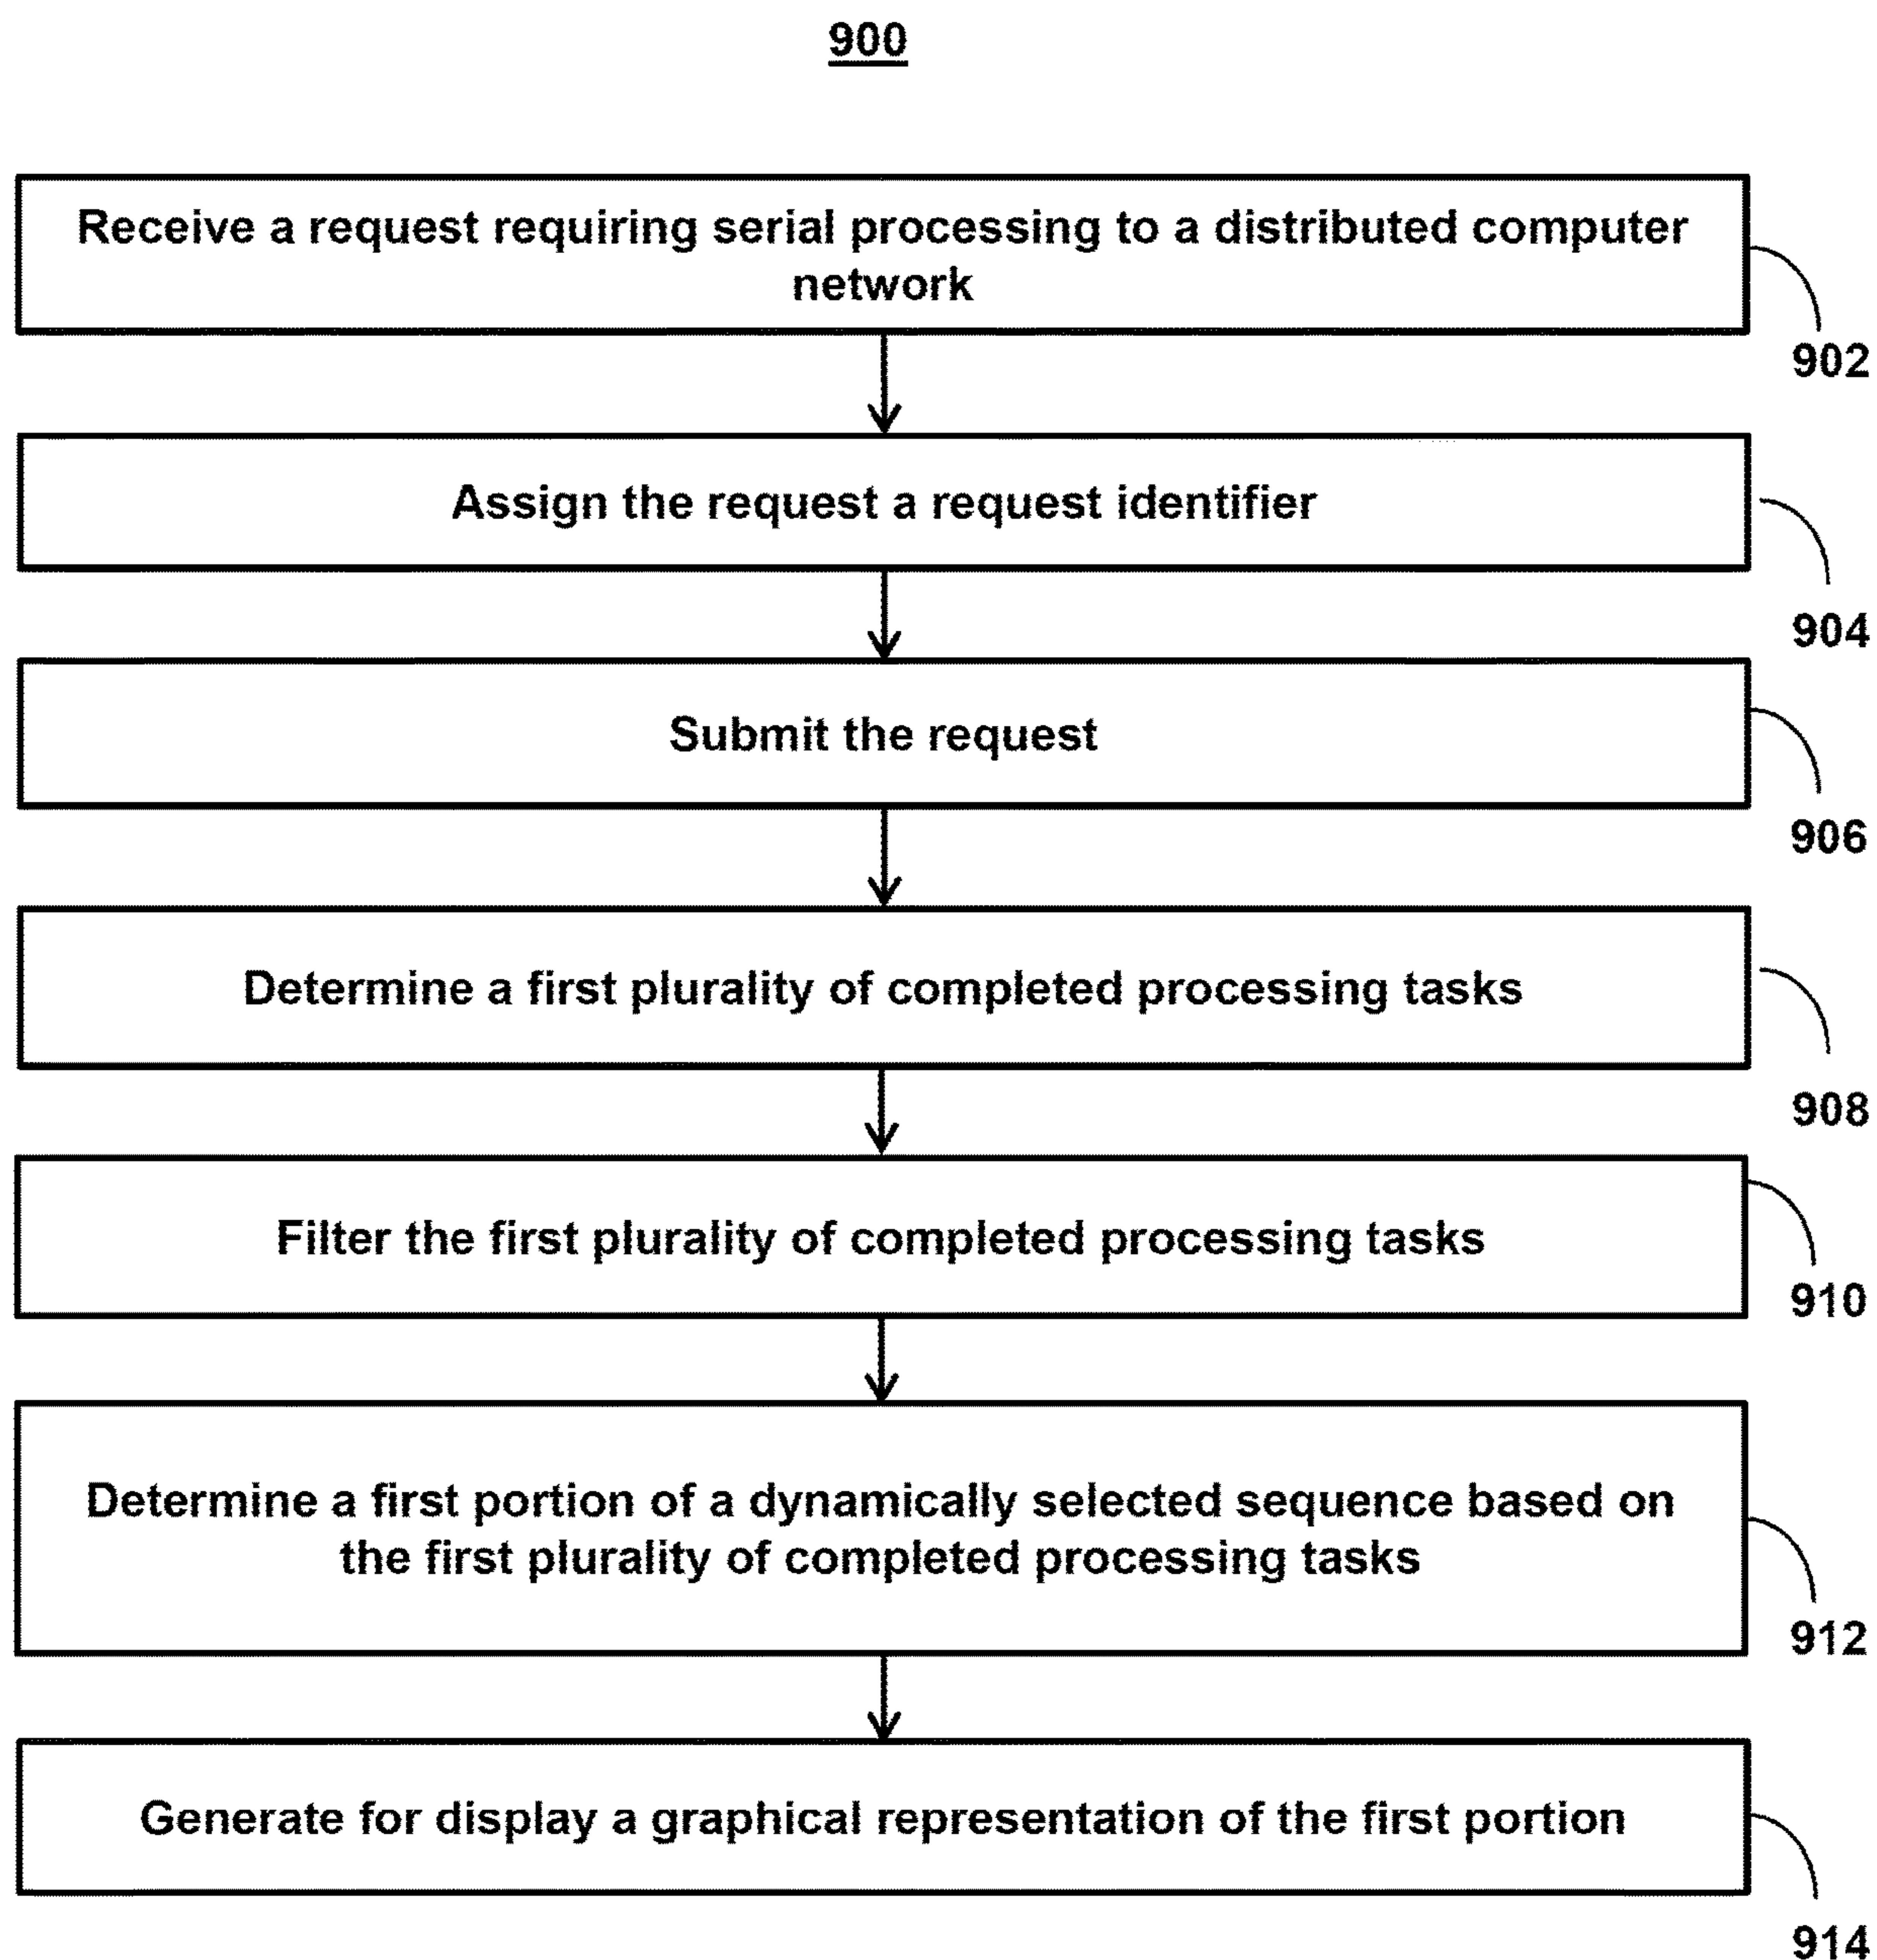 900
Receive a request requiring serial processing to a distributed computer
network
902
Assign the request a request identifier
904
Submit the request
906
Determine a first plurality of completed processing tasks
908
Filter the first plurality of completed processing tasks
910
Determine a first portion of a dynamically selected sequence based on
the first plurality of completed processing tasks
912
Generate for display a graphical representation of the first portion
914